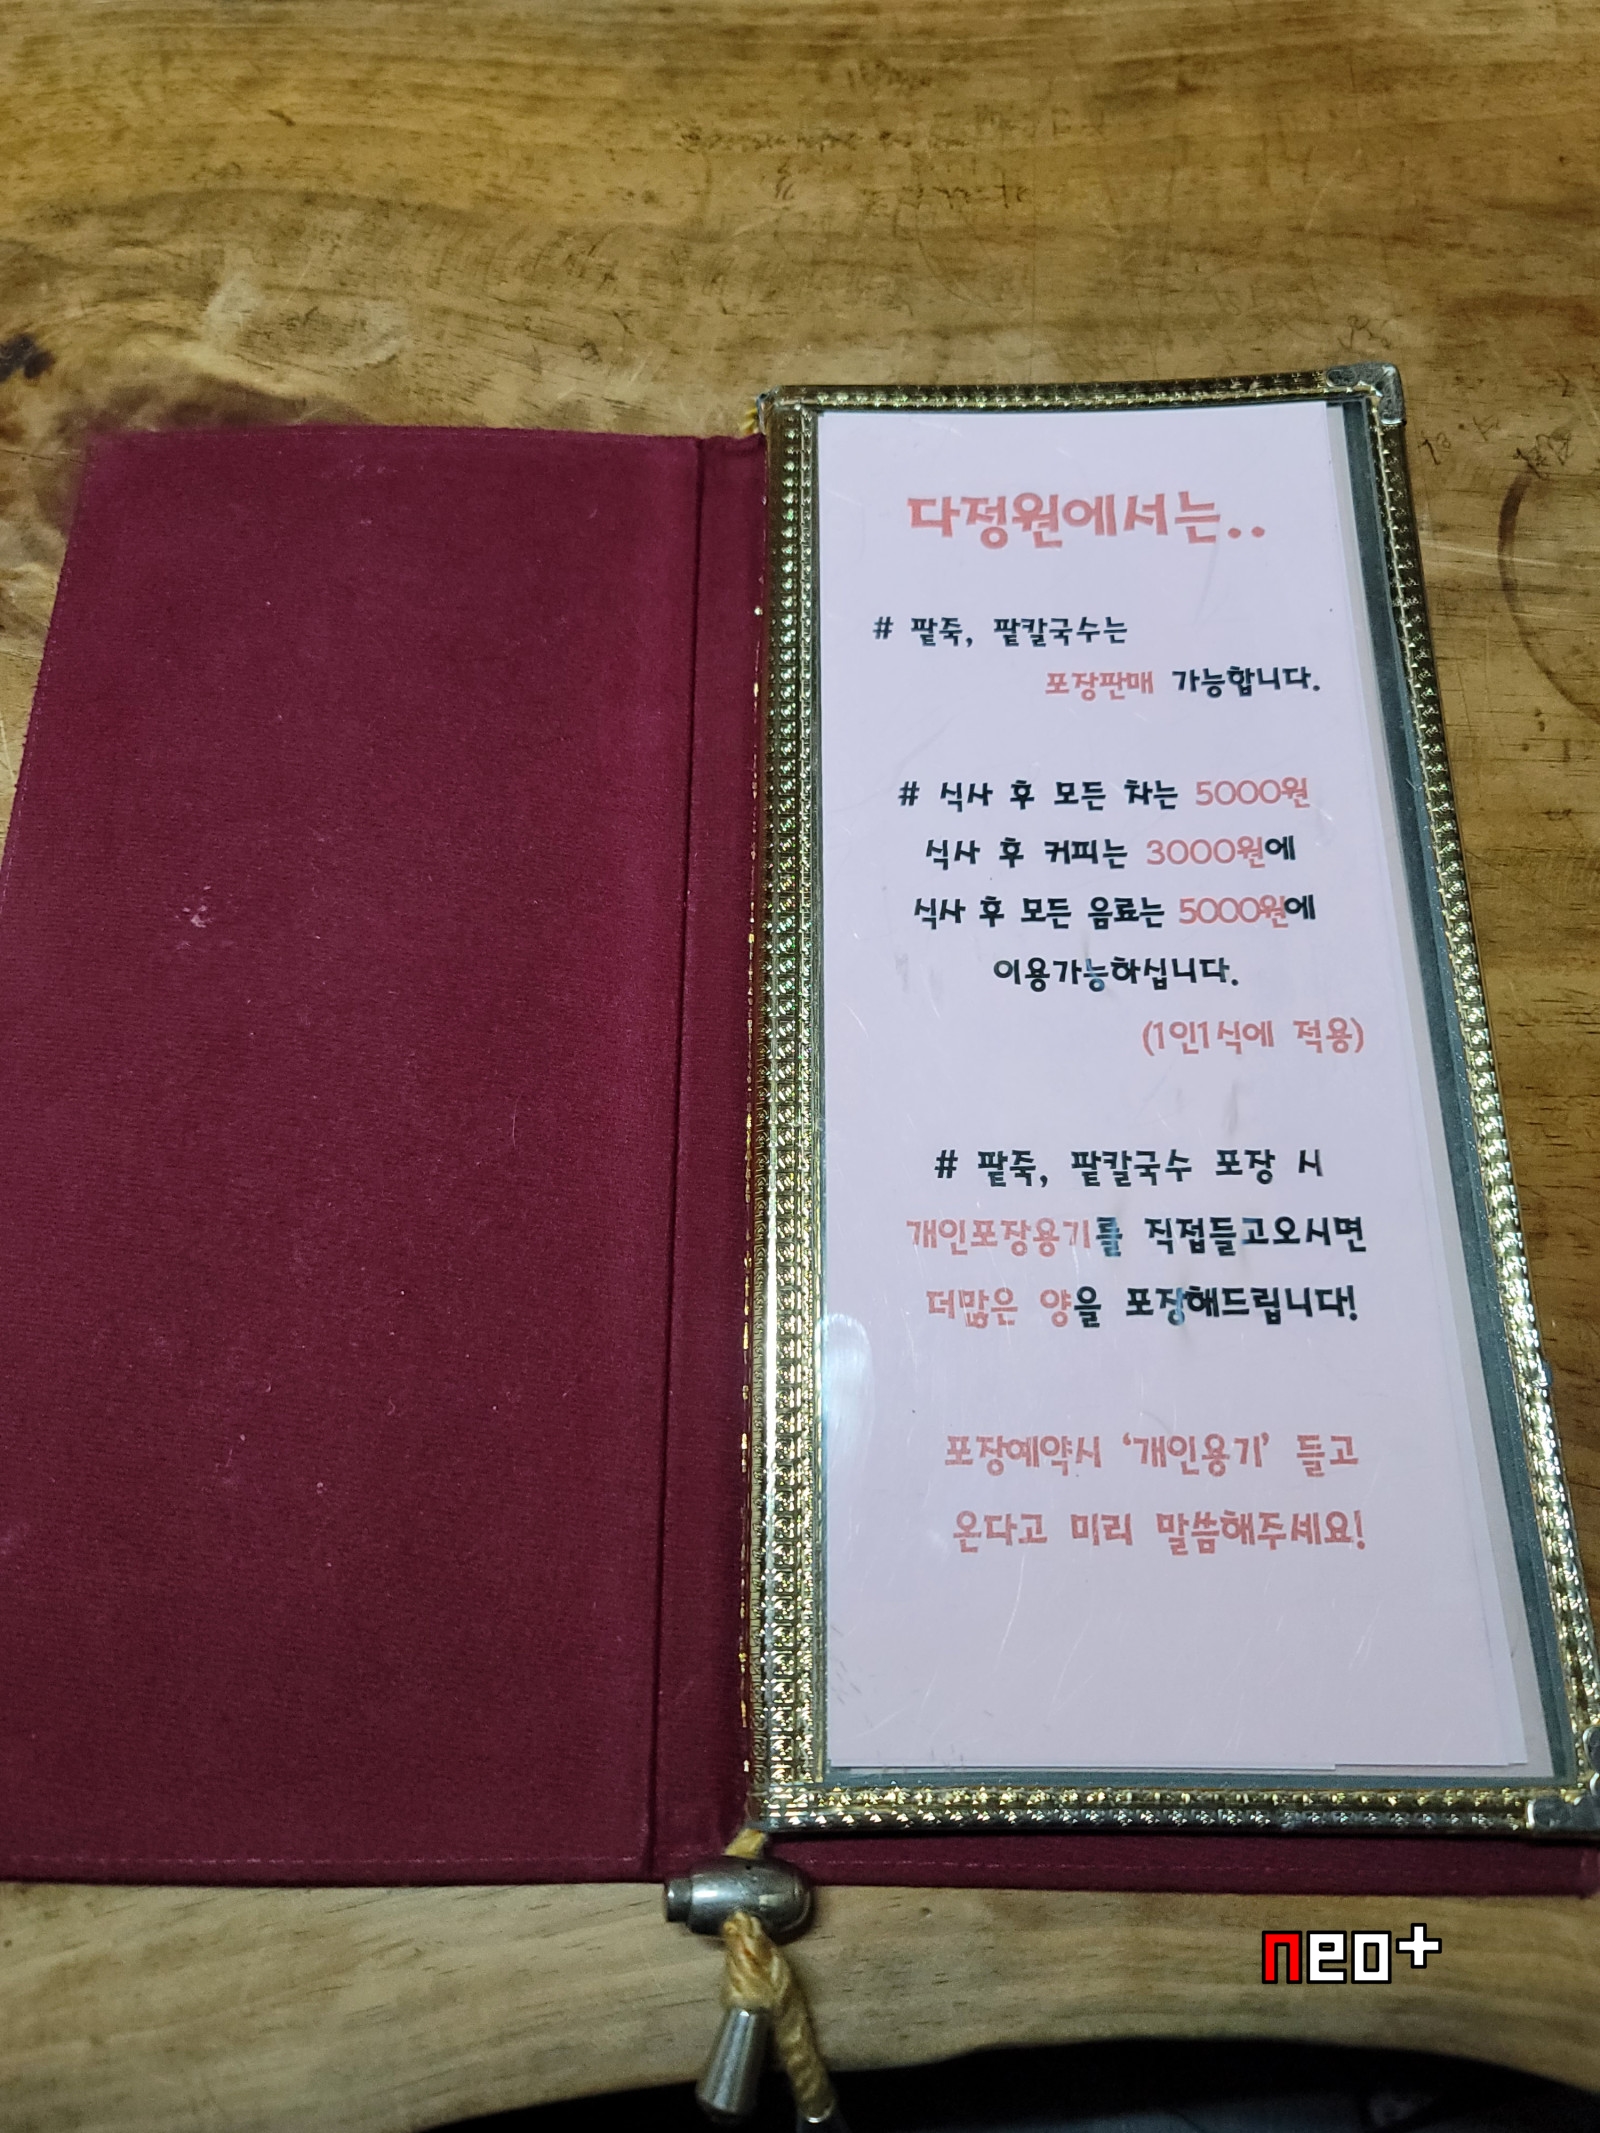 다정원에서는..
# 팥죽, 팥칼국수는
포장판매 가능합니다.
# 식사 후 모든 차는 5000원
식사 후 커피는 3000원에
식사 후 모든 음료는 5000원에
이용가능하십니다.
(1인1식에 적용)
# 팥죽, 팥칼국수 포장 시
개인포장용기를 직접들고오시면
더많은 양을 포장해드립니다!
포장예약시 ‘개인용기’ 들고
온다고 미리 말씀해주세요!
neo+